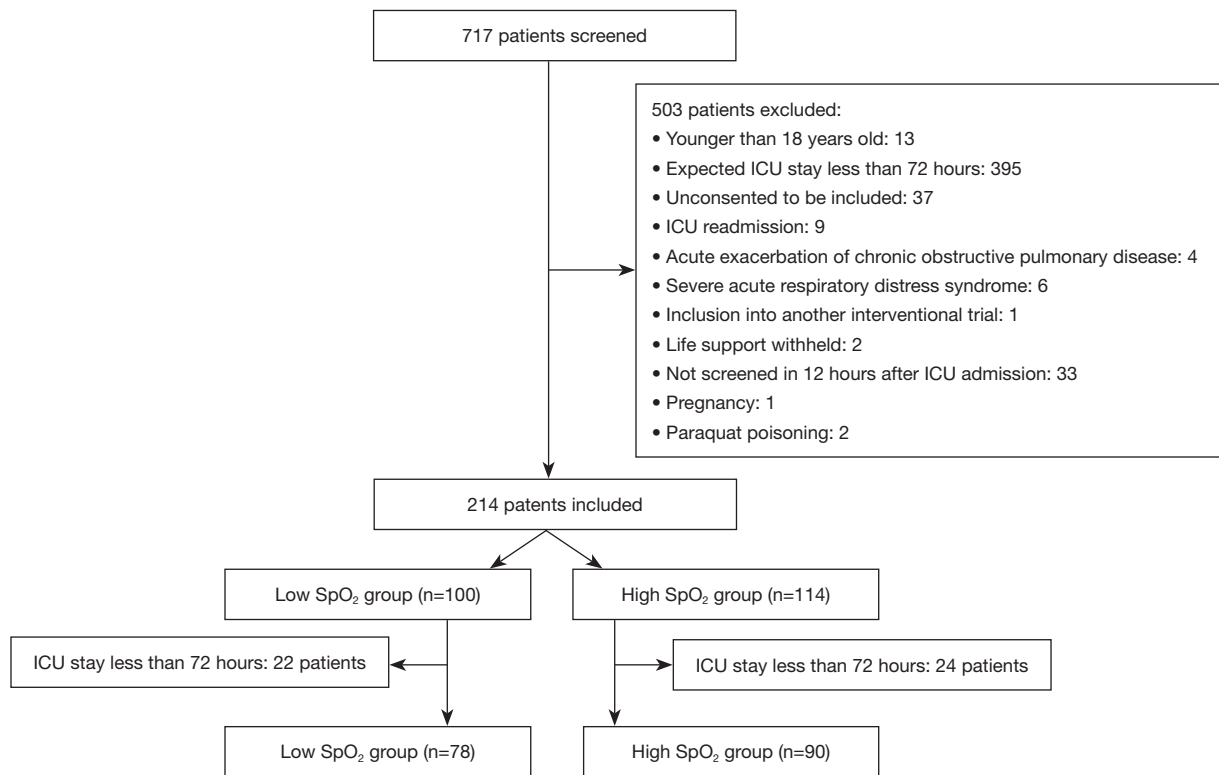 717 patients screened
503 patients excluded:
• Younger than 18 years old: 13
• Expected ICU stay less than 72 hours: 395
• Unconsented to be included: 37
• ICU readmission: 9
• Acute exacerbation of chronic obstructive pulmonary disease: 4
• Severe acute respiratory distress syndrome: 6
• Inclusion into another interventional trial: 1
• Life support withheld: 2
• Not screened in 12 hours after ICU admission: 33
• Pregnancy: 1
• Paraquat poisoning: 2
214 patents included
Low SpO₂ group (n=100)
High SpO₂ group (n=114)
ICU stay less than 72 hours: 22 patients
ICU stay less than 72 hours: 24 patients
Low SpO₂ group (n=78)
High SpO₂ group (n=90)